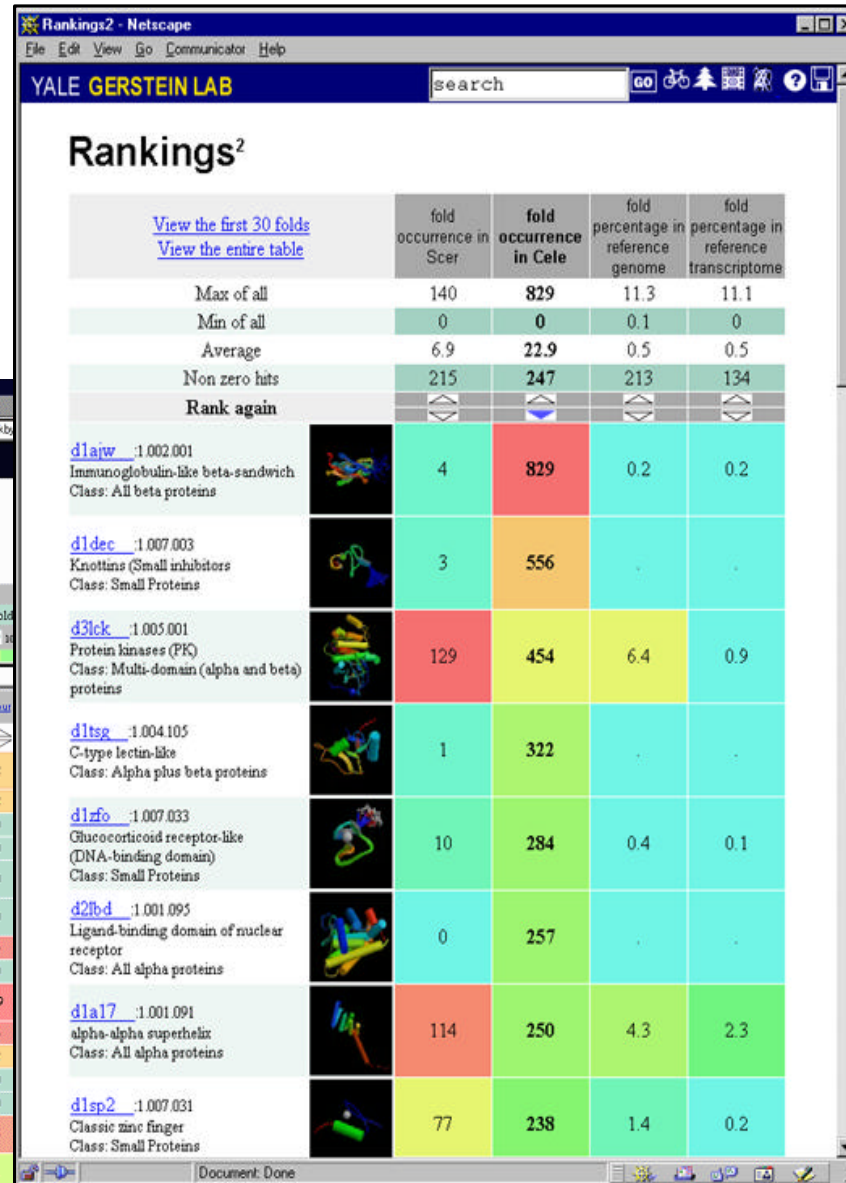 Rankings2 - Netscape
File Edit View Go Communicator Help
YALE GERSTEIN LAB
search
GO
?
Rankings²
View the first 30 folds
View the entire table
fold occurrence in Scer
fold occurrence in Cele
fold percentage in reference genome
fold percentage in reference transcriptome
Max of all 140 829 11.3 11.1
Min of all 0 0 0.1 0
Average 6.9 22.9 0.5 0.5
Non zero hits 215 247 213 134
Rank again
d1ajw__:1.002.001
Immunoglobulin-like beta-sandwich
Class: All beta proteins
4 829 0.2 0.2
d1dec__:1.007.003
Knottins (Small inhibitors
Class: Small Proteins
3 556 . .
d3lck__:1.005.001
Protein kinases (PK)
Class: Multi-domain (alpha and beta)
proteins
129 454 6.4 0.9
d1tsg__:1.004.105
C-type lectin-like
Class: Alpha plus beta proteins
1 322 . .
d1zfo__:1.007.033
Glucocorticoid receptor-like
(DNA-binding domain)
Class: Small Proteins
10 284 0.4 0.1
d2lbd__:1.001.095
Ligand-binding domain of nuclear
receptor
Class: All alpha proteins
0 257 . .
d1a17__:1.001.091
alpha-alpha superhelix
Class: All alpha proteins
114 250 4.3 2.3
d1sp2__:1.007.031
Classic zinc finger
Class: Small Proteins
77 238 1.4 0.2
Document: Done